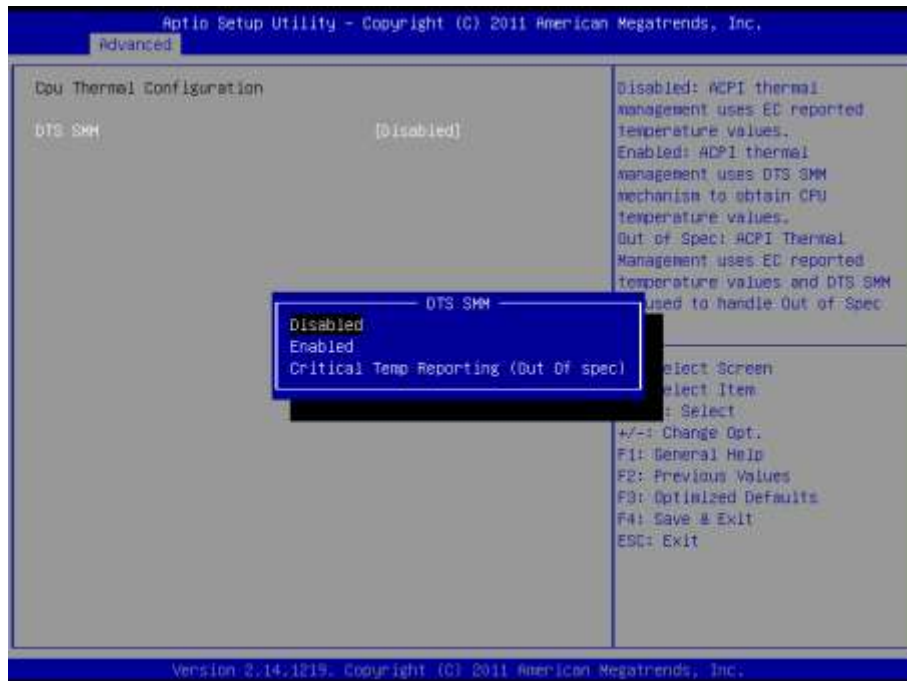 Aptio Setup Utility – Copyright (C) 2011 American Megatrends, Inc.
Advanced
Cpu Thermal Configuration
DTS SMM [Disabled]
Disabled: ACPI thermal
management uses EC reported
temperature values.
Enabled: ACPI thermal
management uses DTS SMM
mechanism to obtain CPU
temperature values.
Out of Spec: ACPI Thermal
Management uses EC reported
temperature values and DTS SMM
used to handle Out of Spec
DTS SMM
Disabled
Enabled
Critical Temp Reporting (Out Of spec)
elect Screen
elect Item
: Select
+/-: Change Opt.
F1: General Help
F2: Previous Values
F3: Optimized Defaults
F4: Save & Exit
ESC: Exit
Version 2.14.1219. Copyright (C) 2011 American Megatrends, Inc.